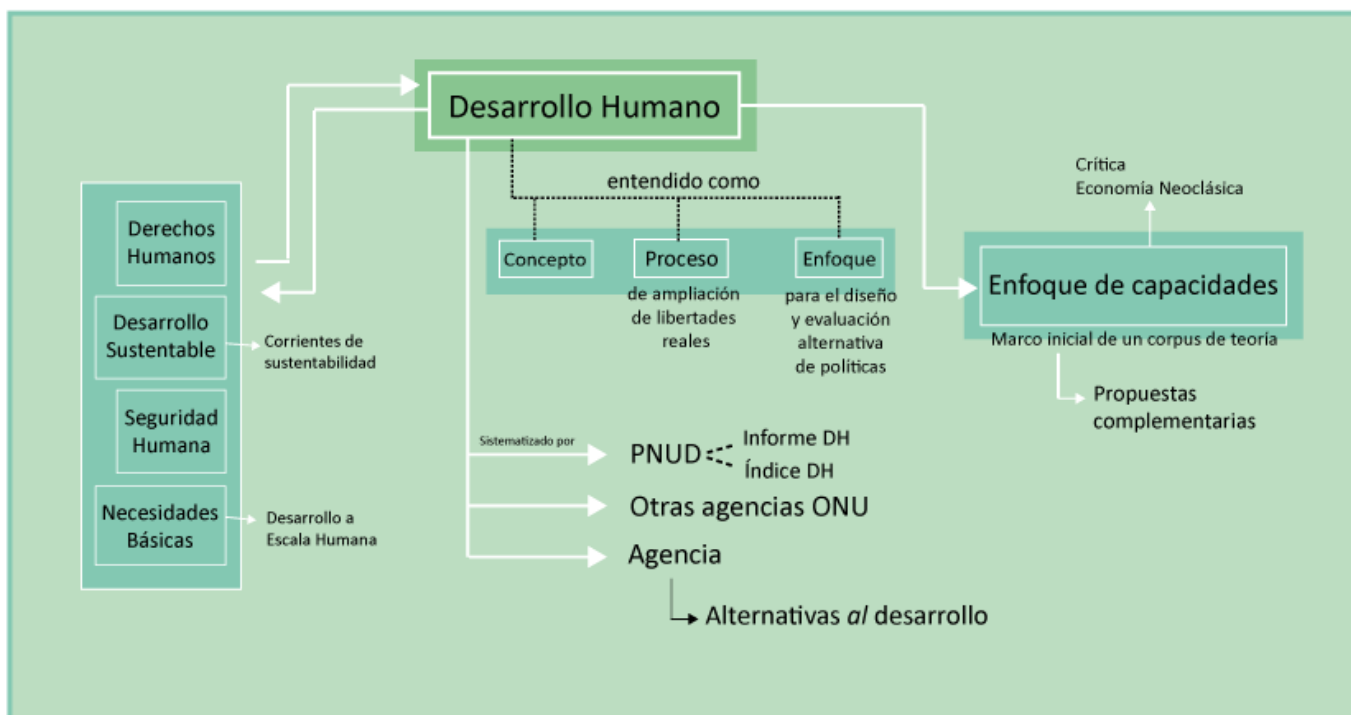 Desarrollo Humano
entendido como
Concepto
Proceso
de ampliación
de libertades
reales
Enfoque
para el diseño
y evaluación
alternativa
de políticas
Derechos
Humanos
Desarrollo
Sustentable
Corrientes de
sustentabilidad
Seguridad
Humana
Necesidades
Básicas
Desarrollo a
Escala Humana
Sistematizado por
PNUD
Informe DH
Índice DH
Otras agencias ONU
Agencia
Alternativas al desarrollo
Crítica
Economía Neoclásica
Enfoque de capacidades
Marco inicial de un corpus de teoría
Propuestas
complementarias